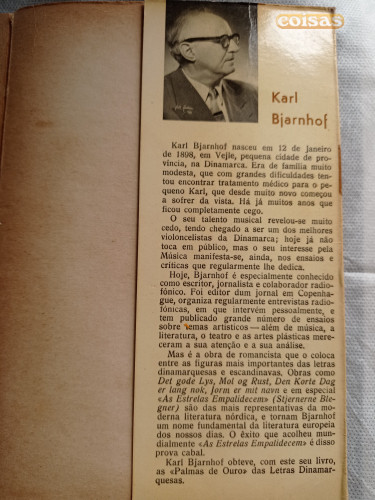 coisas
Karl
Bjarnhof
Karl Bjarnhof nasceu em 12 de janeiro
de 1898, em Vejle, pequena cidade de pro-
víncia, na Dinamarca. Era de família muito
modesta, que com grandes dificuldades ten-
tou encontrar tratamento médico para o pe-
queno Karl, que desde muito novo começou
a sofrer da vista. Há já muitos anos que
ficou completamente cego.
O seu talento musical revelou-se muito
cedo, tendo chegado a ser um dos melhores
violoncelistas da Dinamarca; hoje já não
toca em público, mas o seu interesse pela
Música manifesta-se, ainda, nos ensaios e
críticas que regularmente lhe dedica.
Hoje, Bjarnhof é especialmente conhecido
como escritor, jornalista e colaborador radio-
fónico. Foi editor dum jornal em Copenha-
gue, organiza regularmente entrevistas radio-
fónicas, em que intervém pessoalmente, e
tem publicado grande número de ensaios
sobre temas artísticos — além de música, a
literatura, o teatro e as artes plásticas mere-
ceram a sua atenção e a sua análise.
Mas é a obra de romancista que o coloca
entre as figuras mais importantes das letras
dinamarquesas e escandinavas. Obras como
Det gode Lys, Mol og Rust, Den Korte Dag
er lang nok, Jorm er nut navn e em especial
«As Estrelas Empalidecem» (Stjernerne Ble-
gner) são das mais representativas da mo-
derna literatura nórdica, e tornam Bjarnhof
um nome fundamental da literatura europeia
dos nossos dias. O êxito que acolheu mun-
dialmente «As Estrelas Empalidecem» é disso
prova cabal.
Karl Bjarnhof obteve, com este seu livro,
as «Palmas de Ouro» das Letras Dinamar-
quesas.